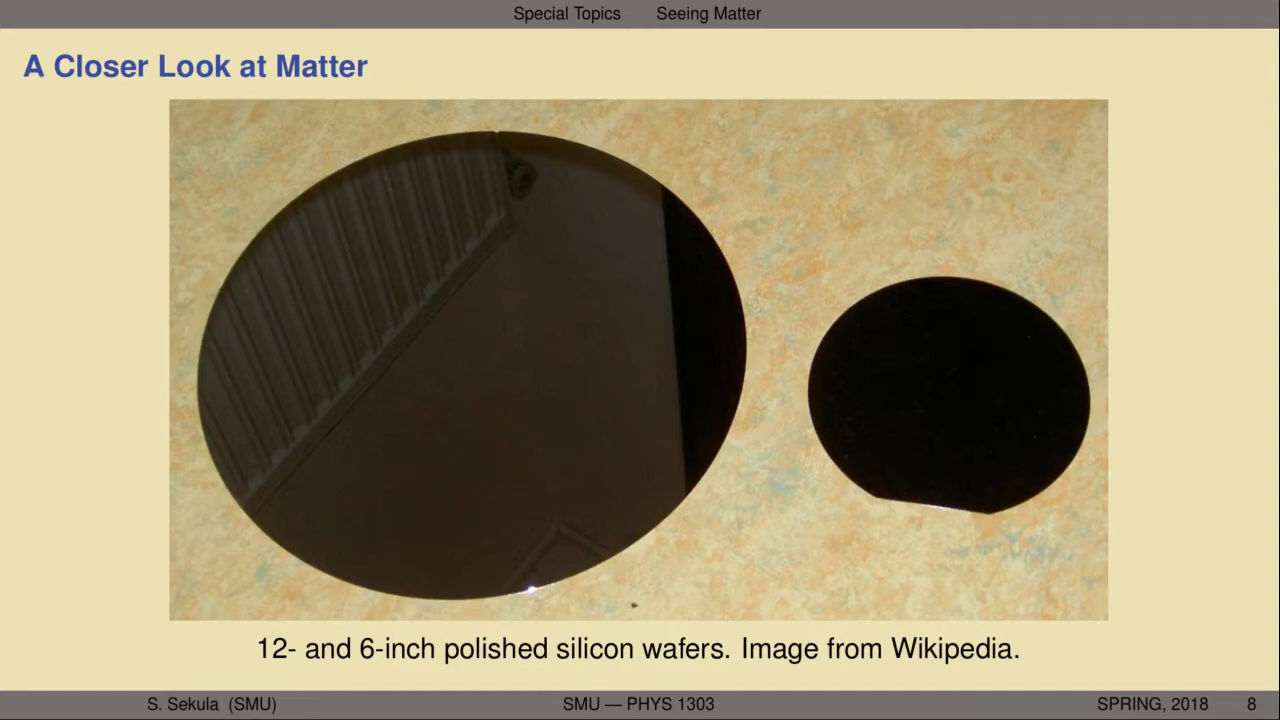 Special Topics Seeing Matter
A Closer Look at Matter
12- and 6-inch polished silicon wafers. Image from Wikipedia.
S. Sekula (SMU) SMU — PHYS 1303 SPRING, 2018 8